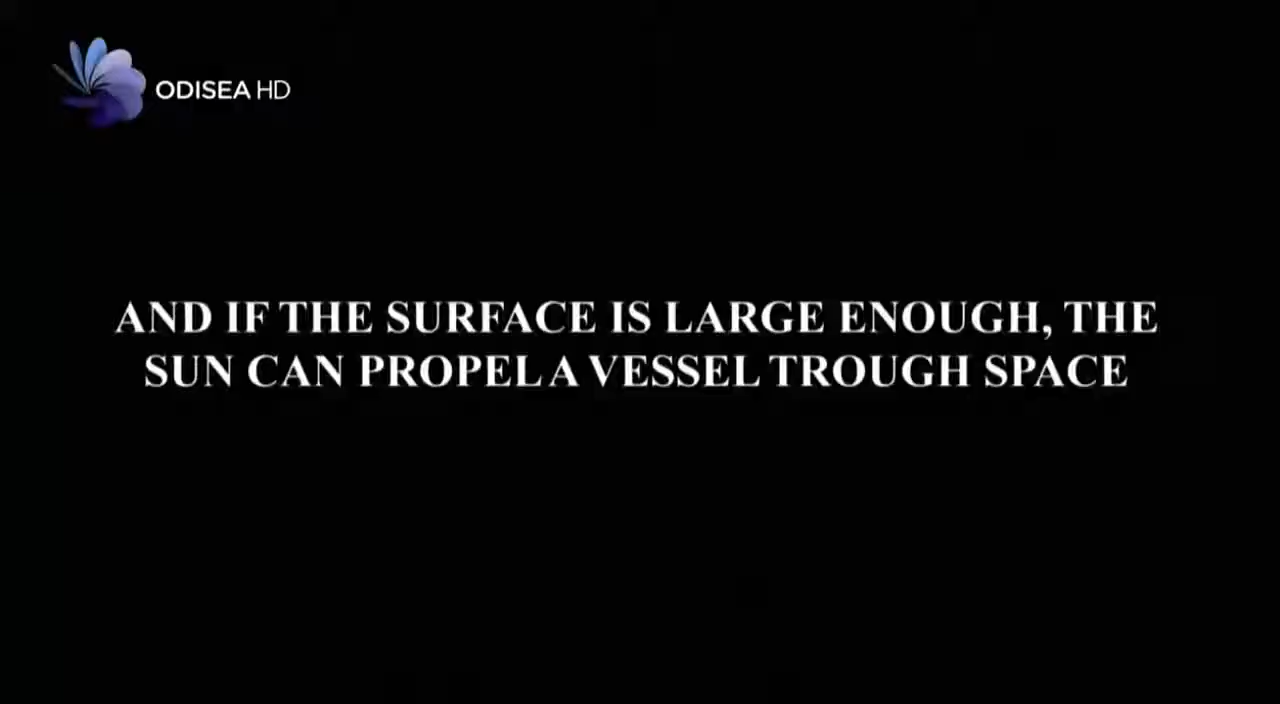 ODISEA HD
AND IF THE SURFACE IS LARGE ENOUGH, THE
SUN CAN PROPEL A VESSEL TROUGH SPACE